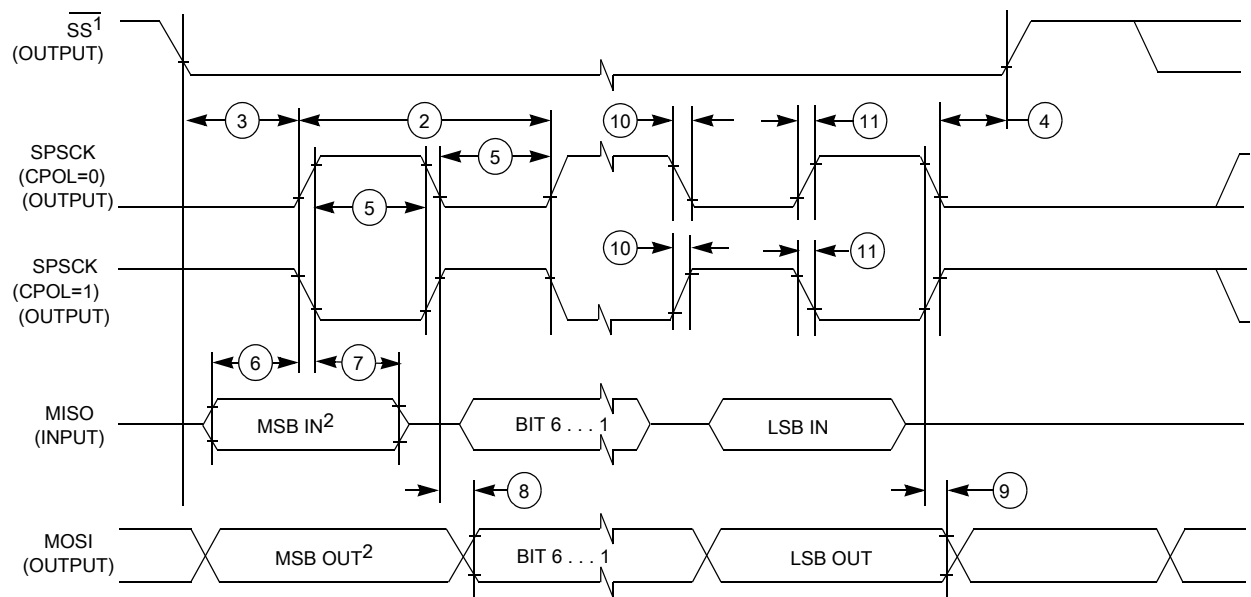 SS1
(OUTPUT)
3
2
10
11
4
SPSCK
(CPOL=0)
(OUTPUT)
5
5
SPSCK
(CPOL=1)
(OUTPUT)
10
11
6
7
MISO
(INPUT)
MSB IN2
BIT 6 . . . 1
LSB IN
8
9
MOSI
(OUTPUT)
MSB OUT2
BIT 6 . . . 1
LSB OUT